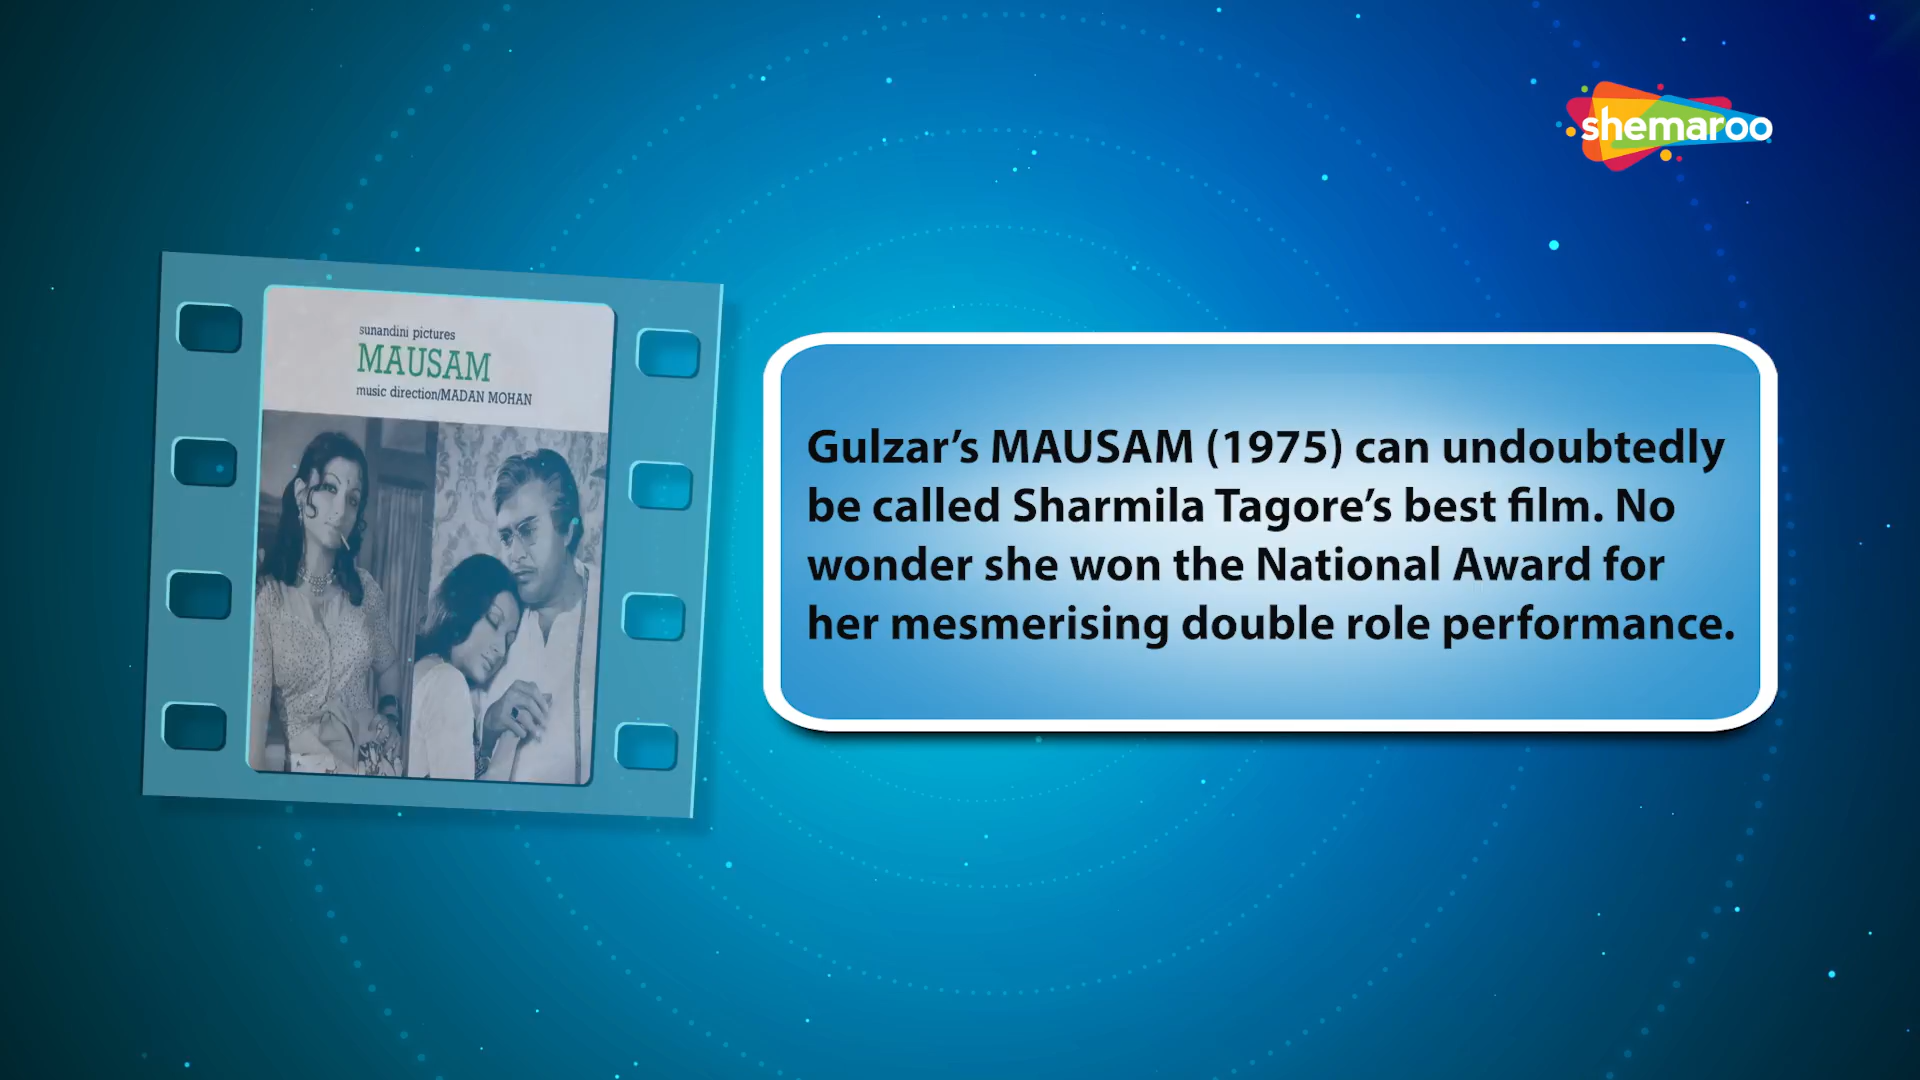 shemaroo
sunandini pictures
MAUSAM
music direction/MADAN MOHAN
Gulzar’s MAUSAM (1975) can undoubtedly
be called Sharmila Tagore’s best film. No
wonder she won the National Award for
her mesmerising double role performance.